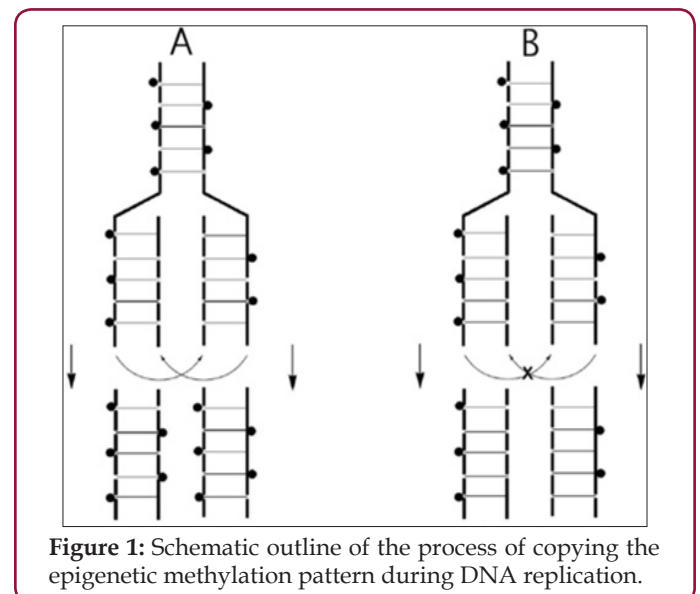 A B
x
Figure 1: Schematic outline of the process of copying the
epigenetic methylation pattern during DNA replication.